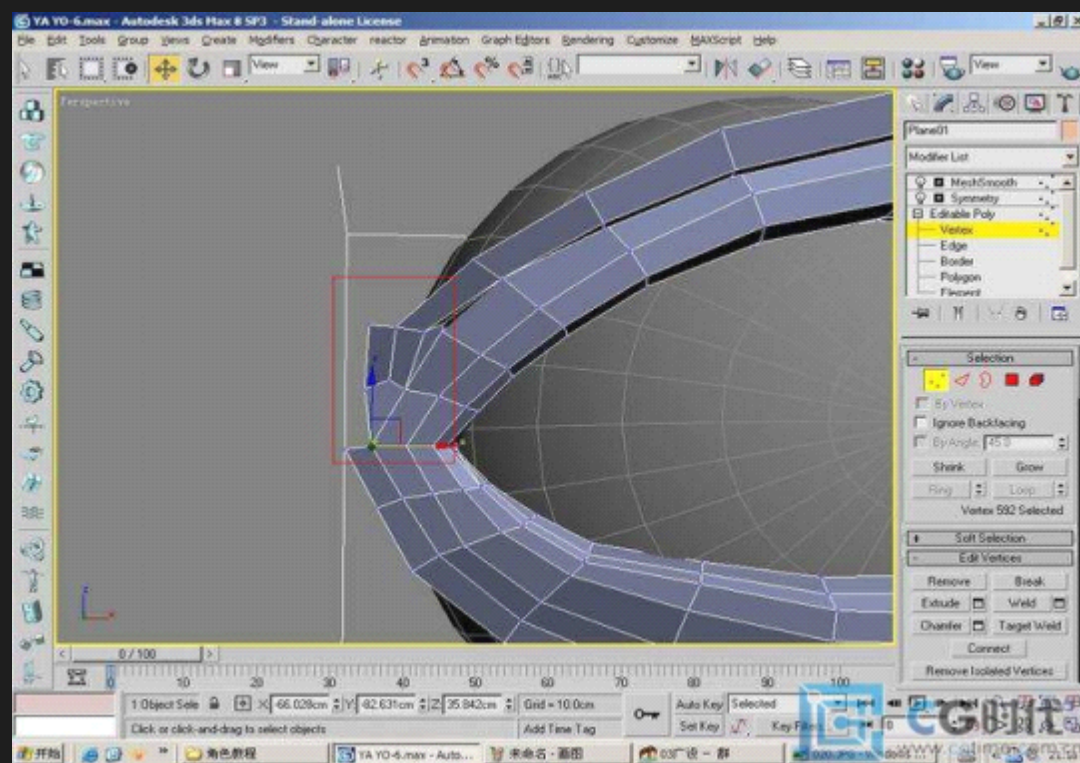 YA YO-6.max - Autodesk 3ds Max 8 SP3 - Stand-alone License
File Edit Tools Group Views Create Modifiers Character reactor Animation Graph Editors Rendering Customize MAXScript Help
View View
Perspective
Plane01
Modifier List
MeshSmooth
Symmetry
Editable Poly
Vertex
Edge
Border
Polygon
Element
Selection
By Vertex
Ignore Backfacing
By Angle: 45.0
Shrink Grow
Ring Loop
Vertex 592 Selected
Soft Selection
Edit Vertices
Remove Break
Extrude Weld
Chamfer Target Weld
Connect
Remove Isolated Vertices
0 / 100
0 10 20 30 40 50 60 70 80 90 100
1 Object Sele X -66.028cm Y -82.631cm Z 35.842cm Grid = 10.0cm Auto Key Selected
Click or click-and-drag to select objects Add Time Tag Set Key
CG时代
开始 角色教程 YA YO-6.max - Auto... 未命名 - 画图